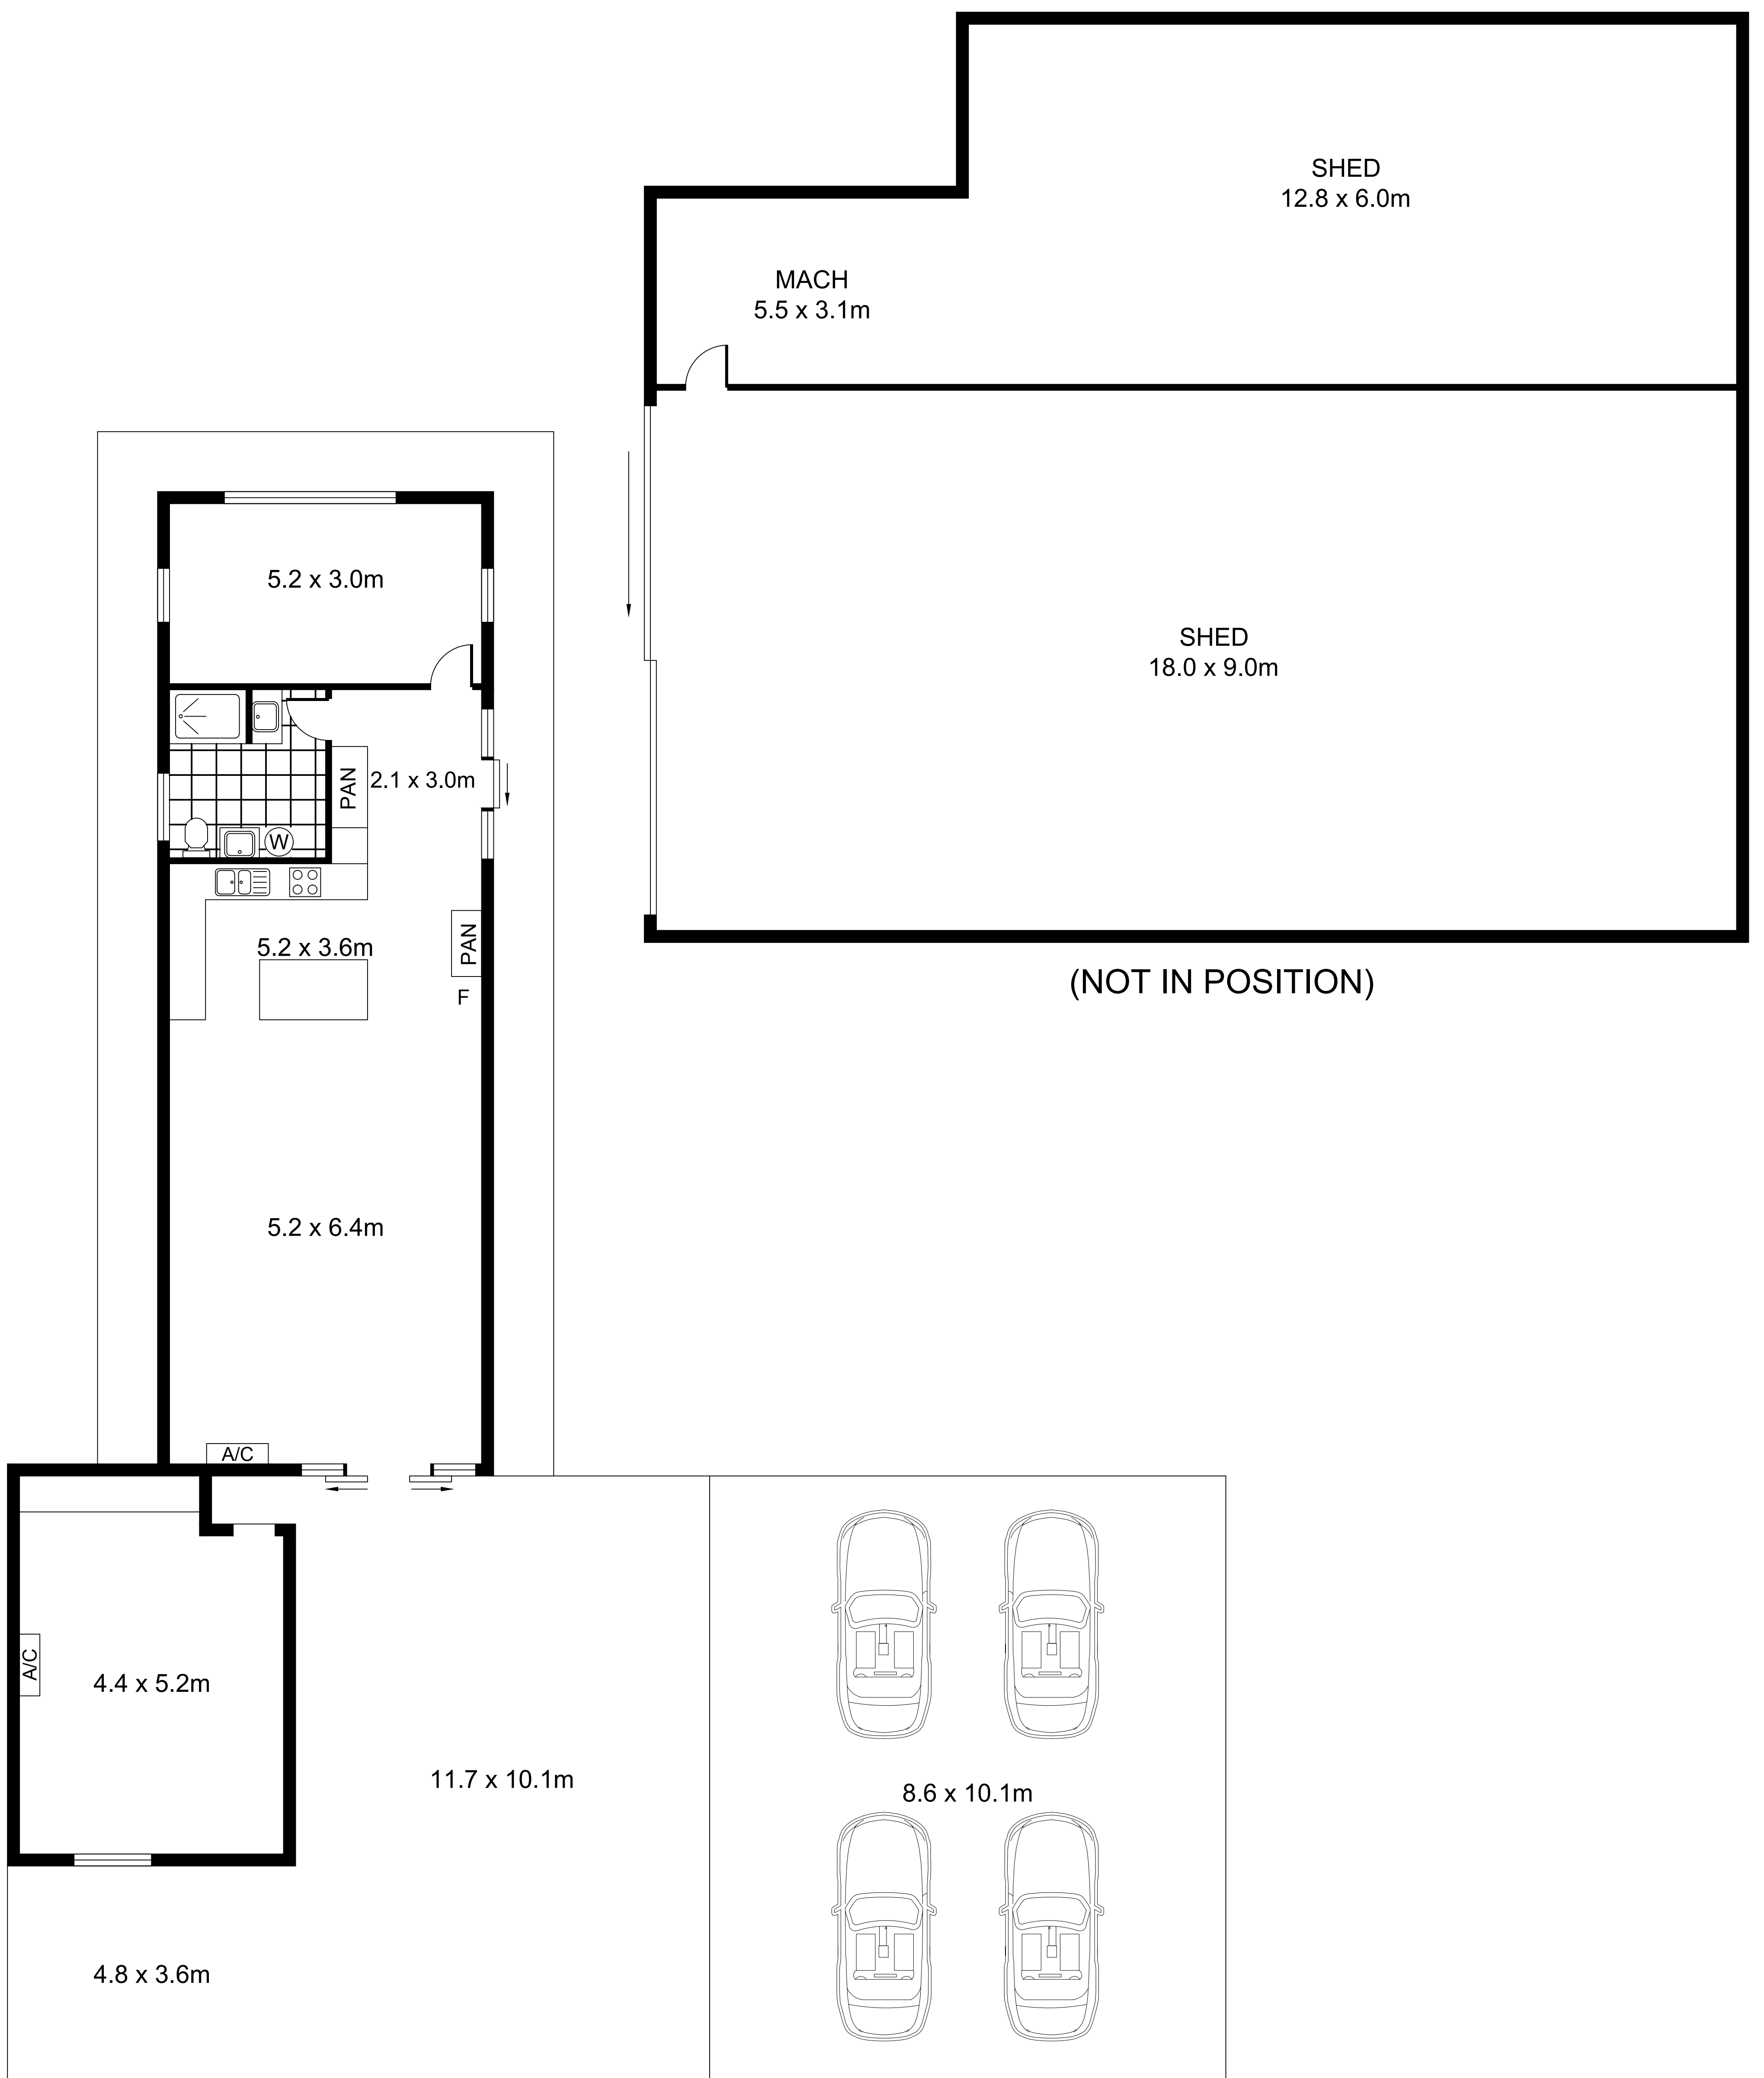 SHED
12.8 x 6.0m
MACH
5.5 x 3.1m
SHED
18.0 x 9.0m
(NOT IN POSITION)
5.2 x 3.0m
PAN
2.1 x 3.0m
W
5.2 x 3.6m
PAN
F
5.2 x 6.4m
A/C
A/C
4.4 x 5.2m
11.7 x 10.1m
8.6 x 10.1m
4.8 x 3.6m